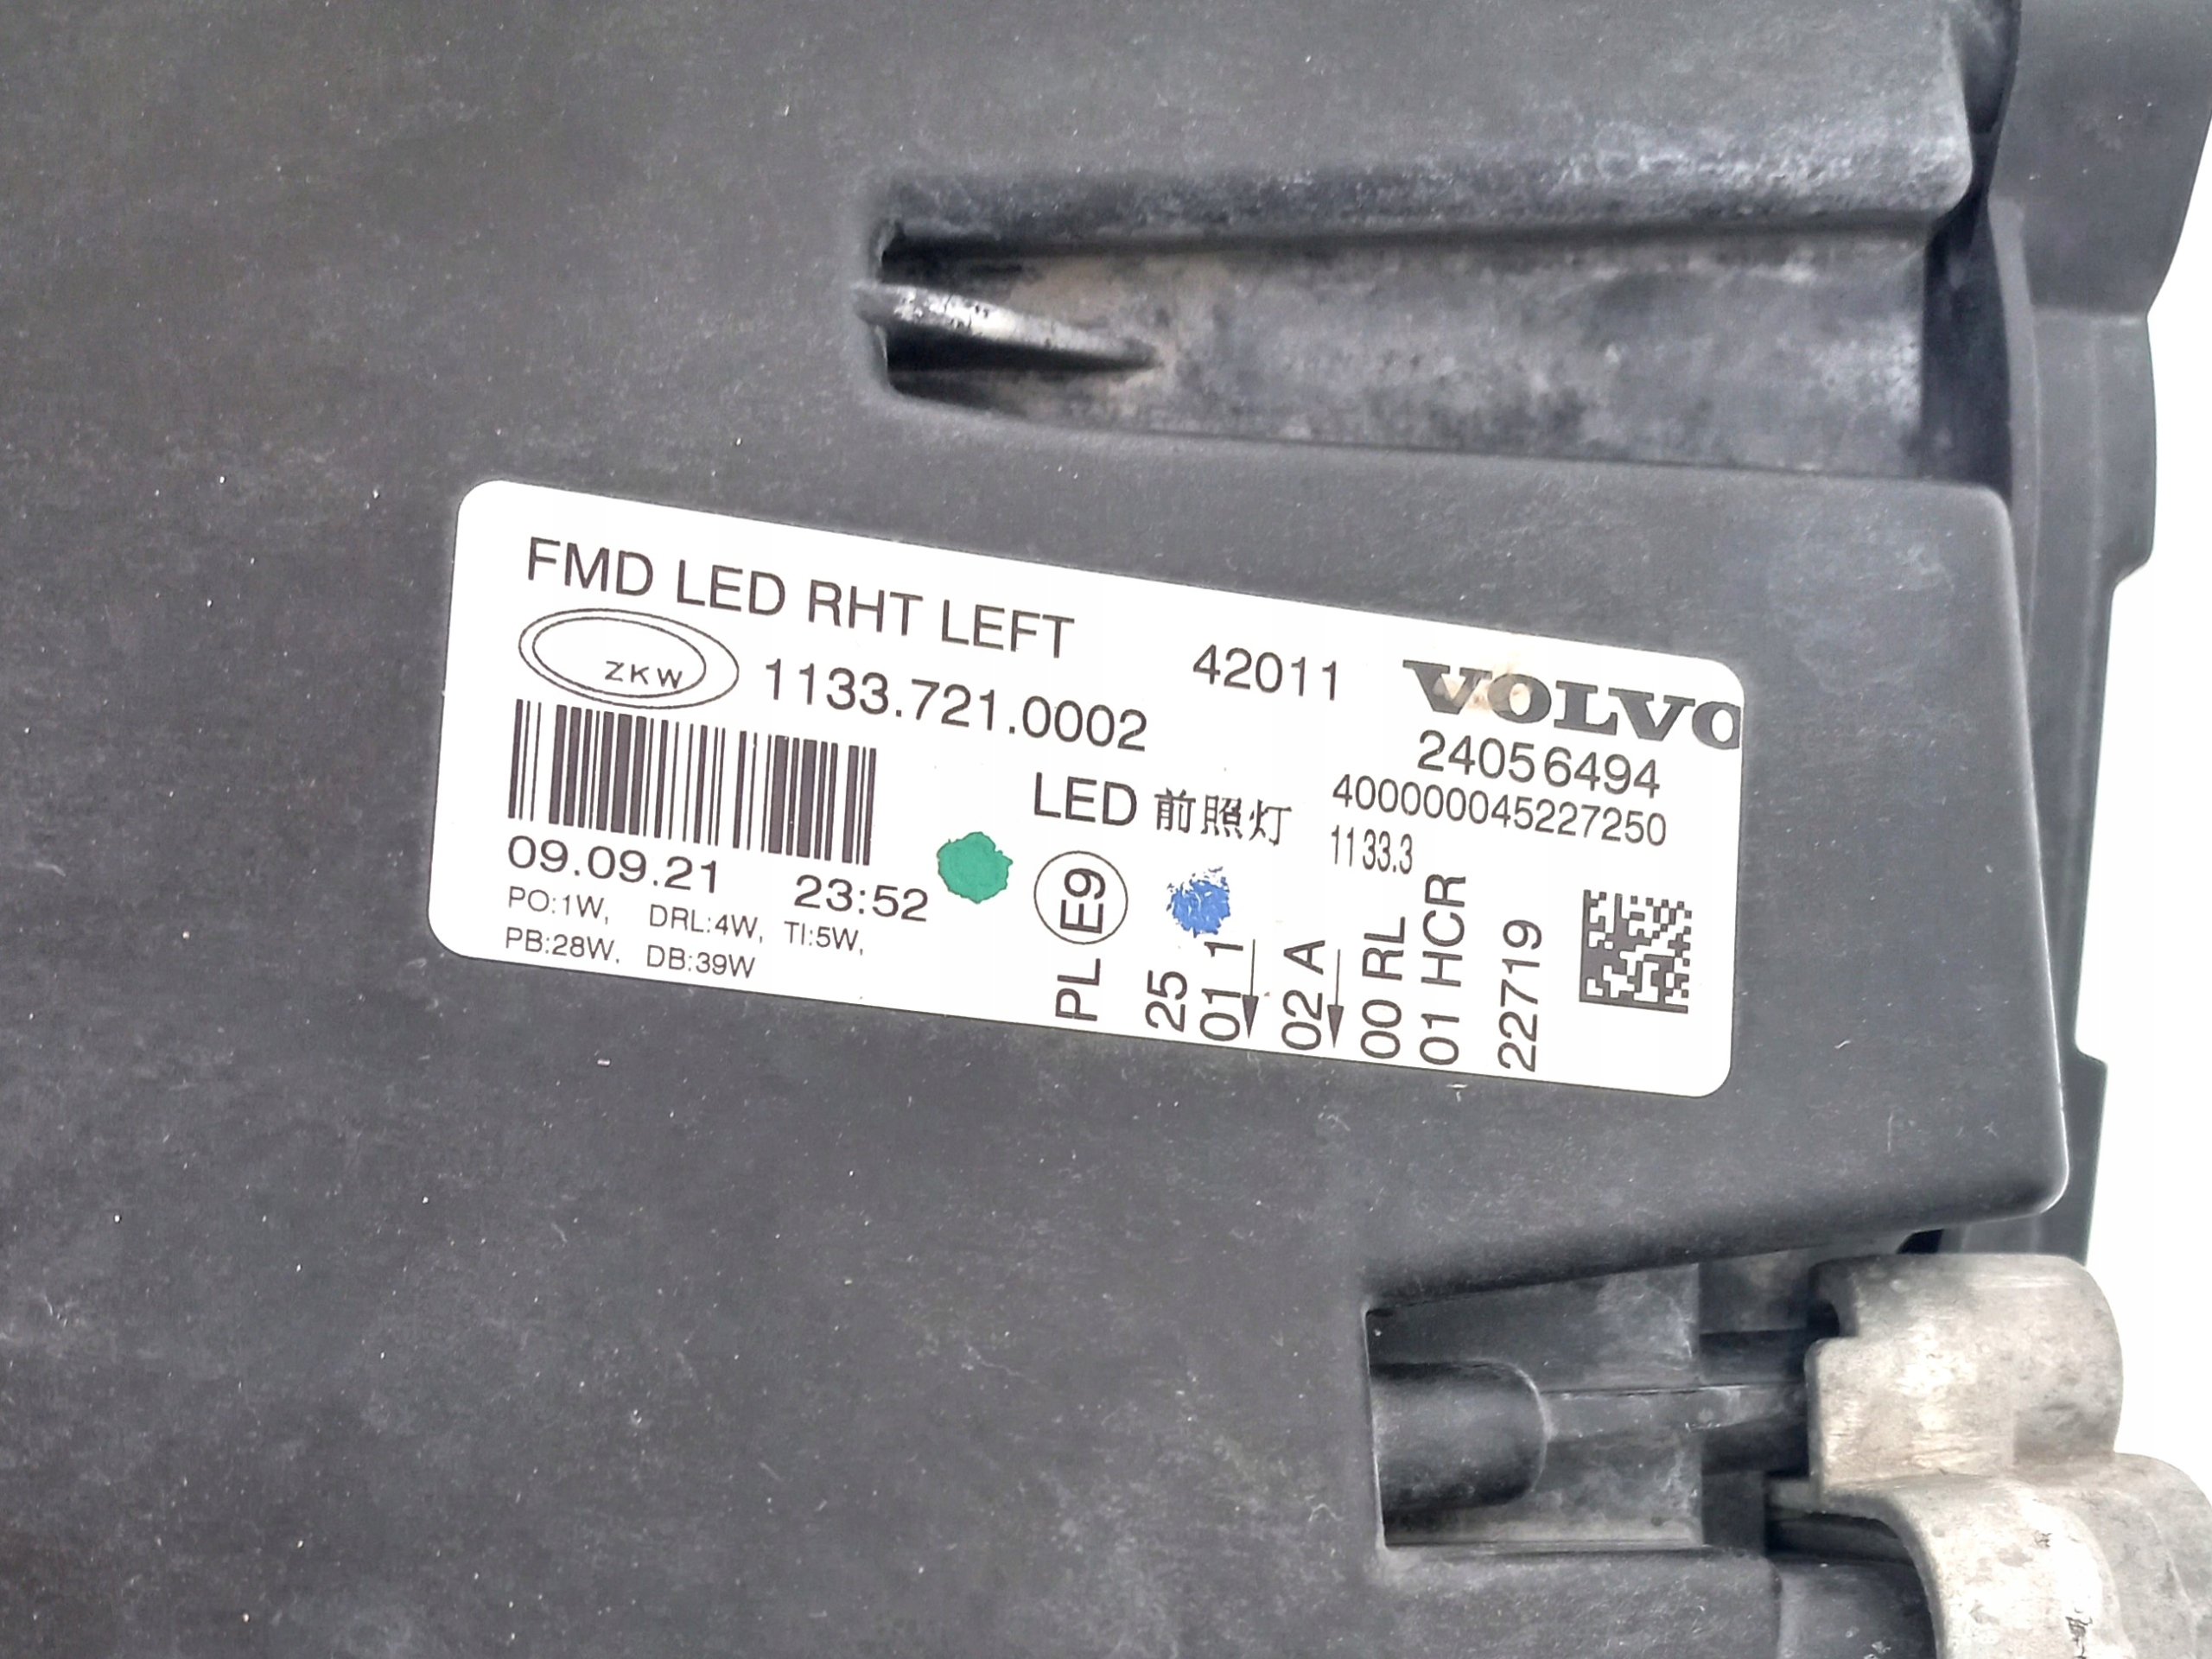 FMD LED RHT LEFT
ZKW 1133.721.0002
42011 VOLVO
24056494
400000045227250
1133.3
LED 前照灯
09.09.21 23:52
PO:1W, DRL:4W, TI:5W,
PB:28W, DB:39W
PL E9
25
01 1
02 A
00 RL
01 HCR
22719